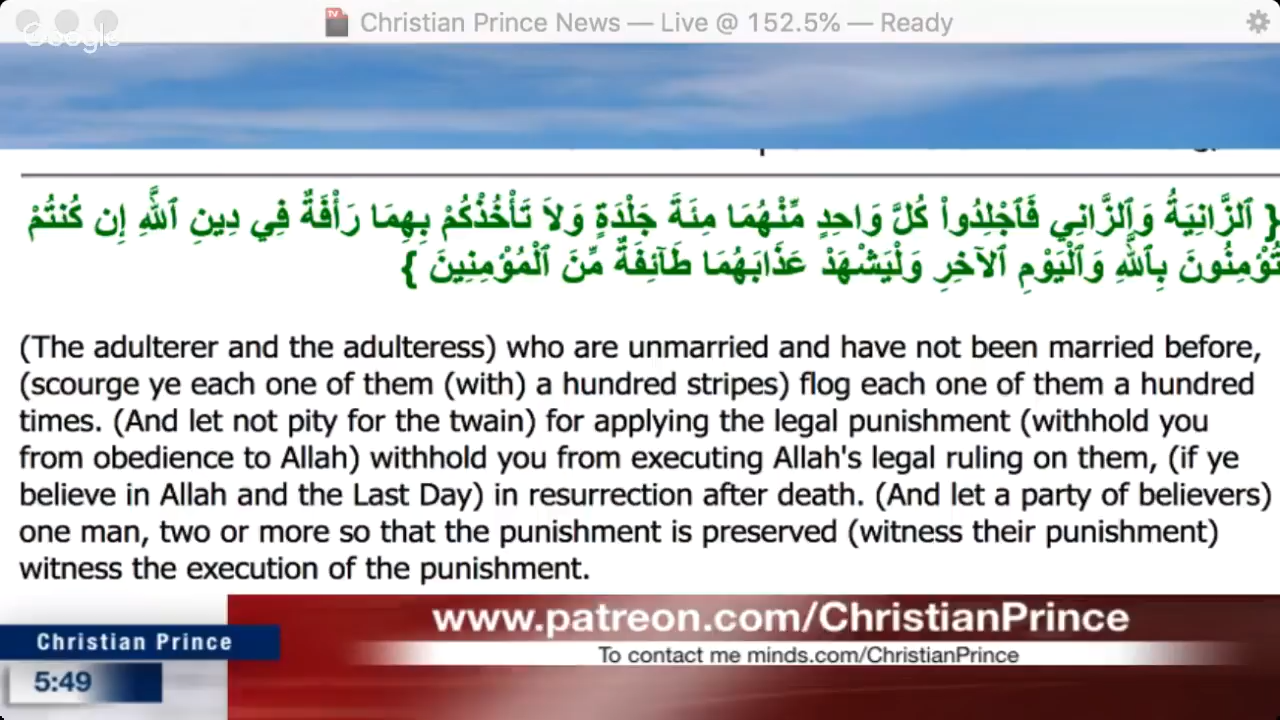 Christian Prince News — Live @ 152.5% — Ready
Google
{ ٱلزَّانِيَةُ وَٱلزَّانِي فَٱجْلِدُواْ كُلَّ وَاحِدٍ مِّنْهُمَا مِئَةَ جَلْدَةٍ وَلاَ تَأْخُذْكُمْ بِهِمَا رَأْفَةٌ فِي دِينِ ٱللَّهِ إِن كُنتُمْ
تُؤْمِنُونَ بِٱللَّهِ وَٱلْيَوْمِ ٱلآخِرِ وَلْيَشْهَدْ عَذَابَهُمَا طَآئِفَةٌ مِّنَ ٱلْمُؤْمِنِينَ }
(The adulterer and the adulteress) who are unmarried and have not been married before,
(scourge ye each one of them (with) a hundred stripes) flog each one of them a hundred
times. (And let not pity for the twain) for applying the legal punishment (withhold you
from obedience to Allah) withhold you from executing Allah's legal ruling on them, (if ye
believe in Allah and the Last Day) in resurrection after death. (And let a party of believers)
one man, two or more so that the punishment is preserved (witness their punishment)
witness the execution of the punishment.
www.patreon.com/ChristianPrince
Christian Prince
To contact me minds.com/ChristianPrince
5:49